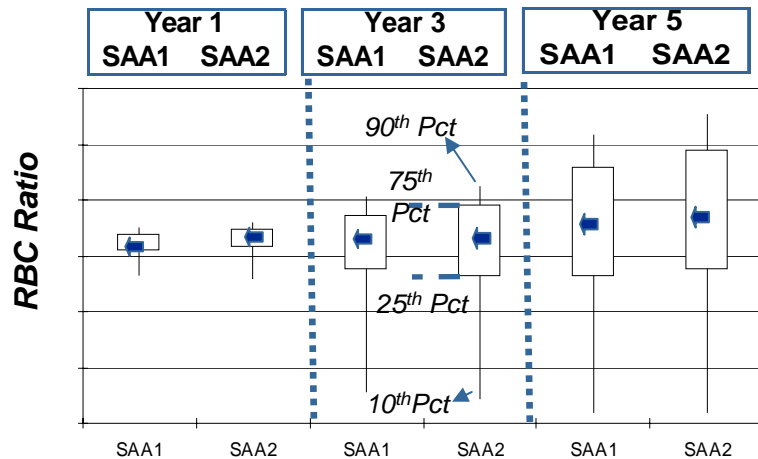 Year 1
SAA1 SAA2
Year 3
SAA1 SAA2
Year 5
SAA1 SAA2
RBC Ratio
90th Pct
75th
Pct
25th Pct
10thPct
SAA1 SAA2 SAA1 SAA2 SAA1 SAA2